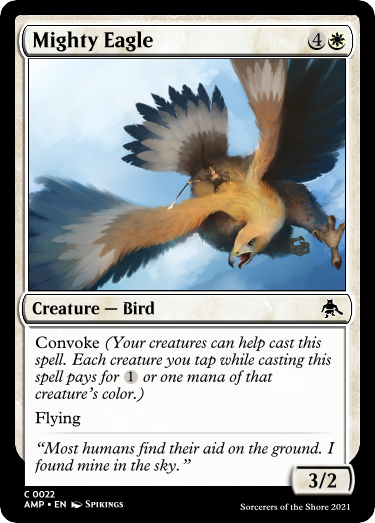 Mighty Eagle 4
Creature — Bird
Convoke (Your creatures can help cast this
spell. Each creature you tap while casting this
spell pays for 1 or one mana of that
creature's color.)
Flying
“Most humans find their aid on the ground. I
found mine in the sky.”
3/2
C 0022
AMP • EN Spikings
Sorcerers of the Shore 2021